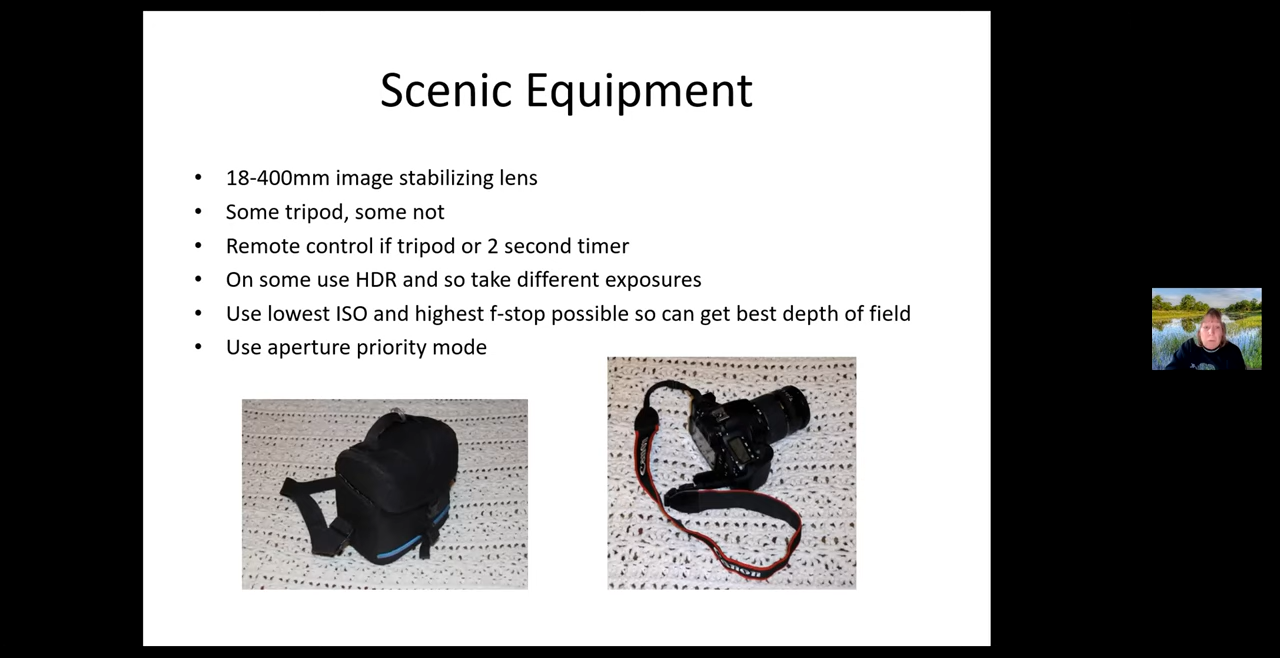 Scenic Equipment
• 18-400mm image stabilizing lens
• Some tripod, some not
• Remote control if tripod or 2 second timer
• On some use HDR and so take different exposures
• Use lowest ISO and highest f-stop possible so can get best depth of field
• Use aperture priority mode
Canon
Canon